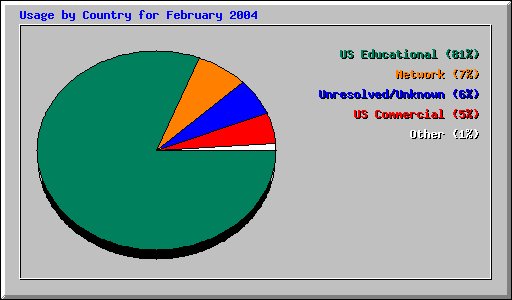 Usage by Country for February 2004
US Educational (81%)
Network (7%)
Unresolved/Unknown (6%)
US Commercial (5%)
Other (1%)